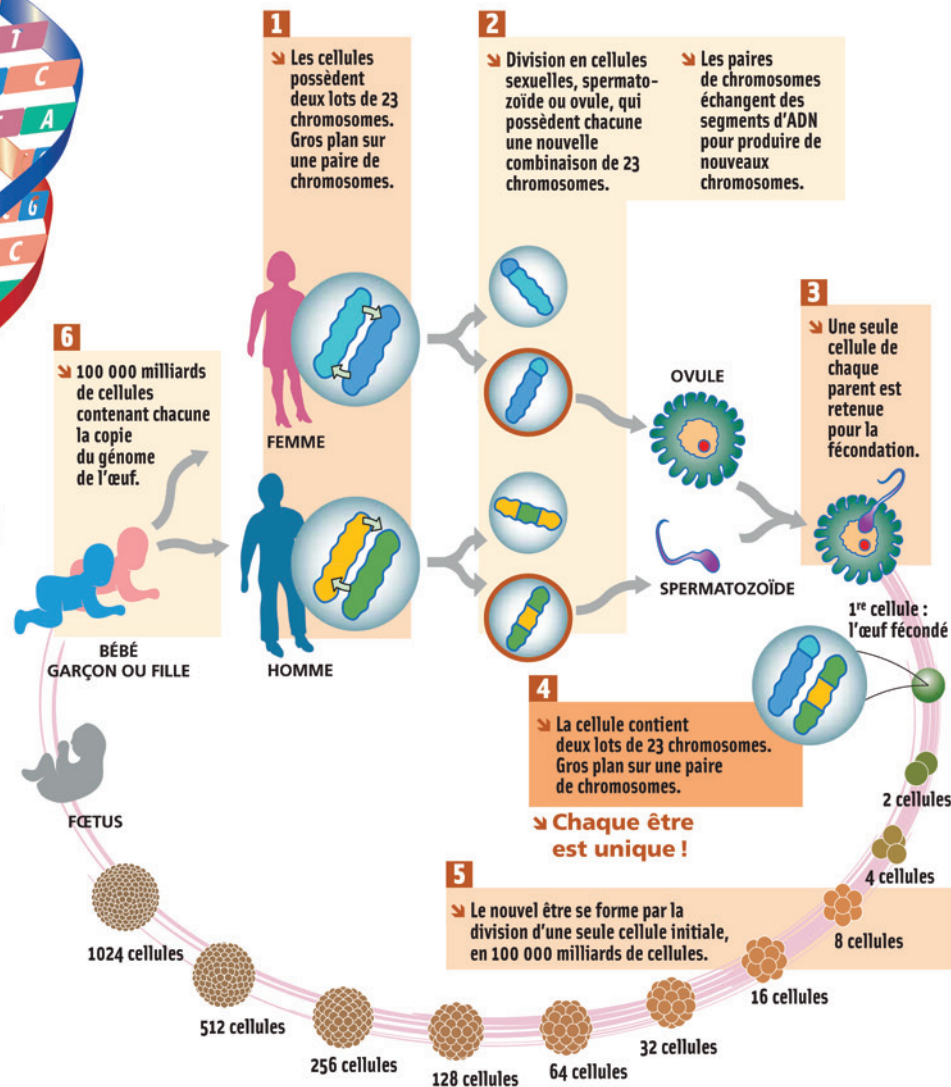 T
C
A
G
C
1
Les cellules
possèdent
deux lots de 23
chromosomes.
Gros plan sur
une paire de
chromosomes.
2
Division en cellules
sexuelles, spermato-
zoïde ou ovule, qui
possèdent chacune
une nouvelle
combinaison de 23
chromosomes.
Les paires
de chromosomes
échangent des
segments d'ADN
pour produire de
nouveaux
chromosomes.
3
Une seule
cellule de
chaque
parent est
retenue
pour la
fécondation.
6
100 000 milliards
de cellules
contenant chacune
la copie
du génome
de l'œuf.
FEMME
OVULE
HOMME
SPERMATOZOÏDE
BÉBÉ
GARÇON OU FILLE
1re cellule :
l'œuf fécondé
4
La cellule contient
deux lots de 23 chromosomes.
Gros plan sur une paire
de chromosomes.
Chaque être
est unique !
2 cellules
4 cellules
5
Le nouvel être se forme par la
division d'une seule cellule initiale,
en 100 000 milliards de cellules.
8 cellules
16 cellules
32 cellules
64 cellules
128 cellules
256 cellules
512 cellules
1024 cellules
FŒTUS